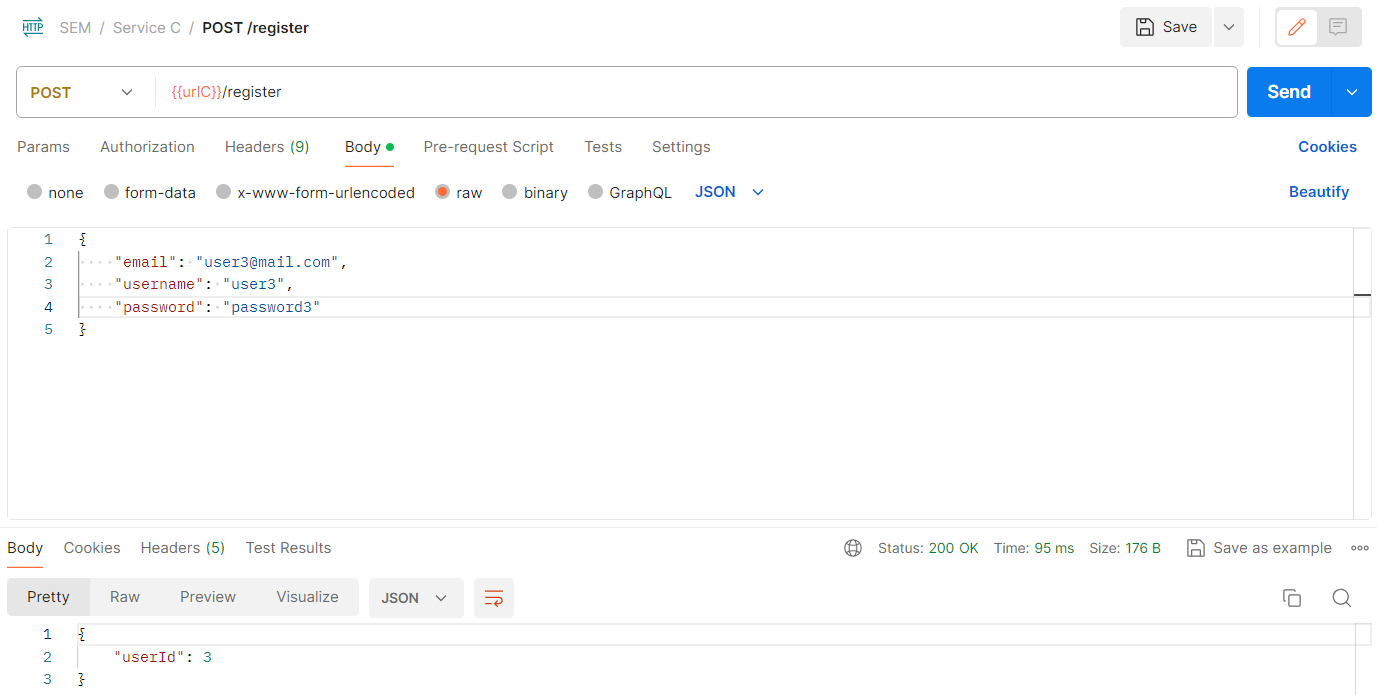 HTTP SEM / Service C / POST /register Save
POST {{urlC}}/register Send
Params Authorization Headers (9) Body Pre-request Script Tests Settings Cookies
none form-data x-www-form-urlencoded raw binary GraphQL JSON Beautify
1 {
2 ····"email":·"user3@mail.com",
3 ····"username":·"user3",
4 ····"password":·"password3"
5 }
Body Cookies Headers (5) Test Results Status: 200 OK Time: 95 ms Size: 176 B Save as example
Pretty Raw Preview Visualize JSON
1 {
2 "userId": 3
3 }